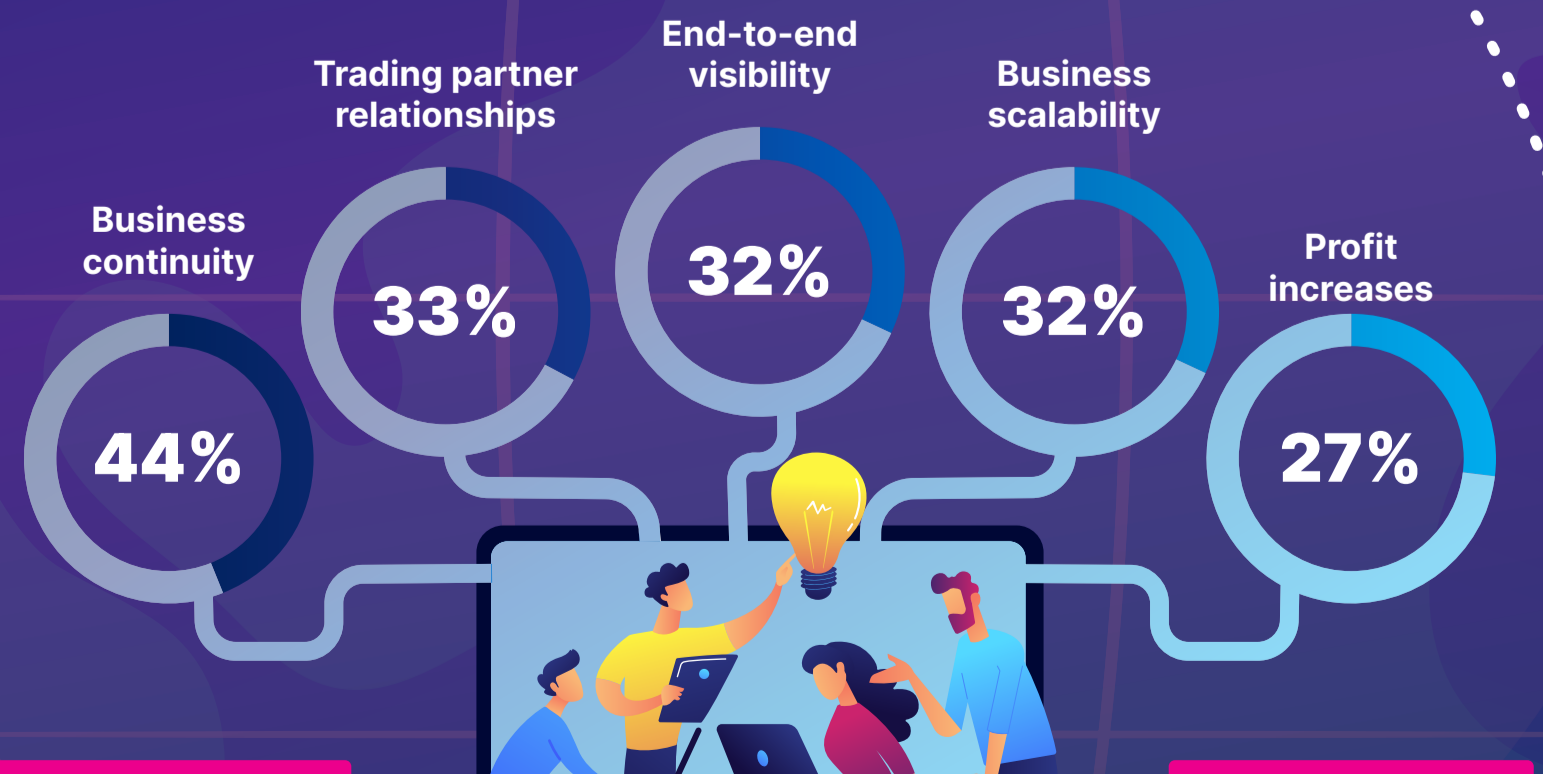 Business
continuity
44%
Trading partner
relationships
33%
End-to-end
visibility
32%
Business
scalability
32%
Profit
increases
27%